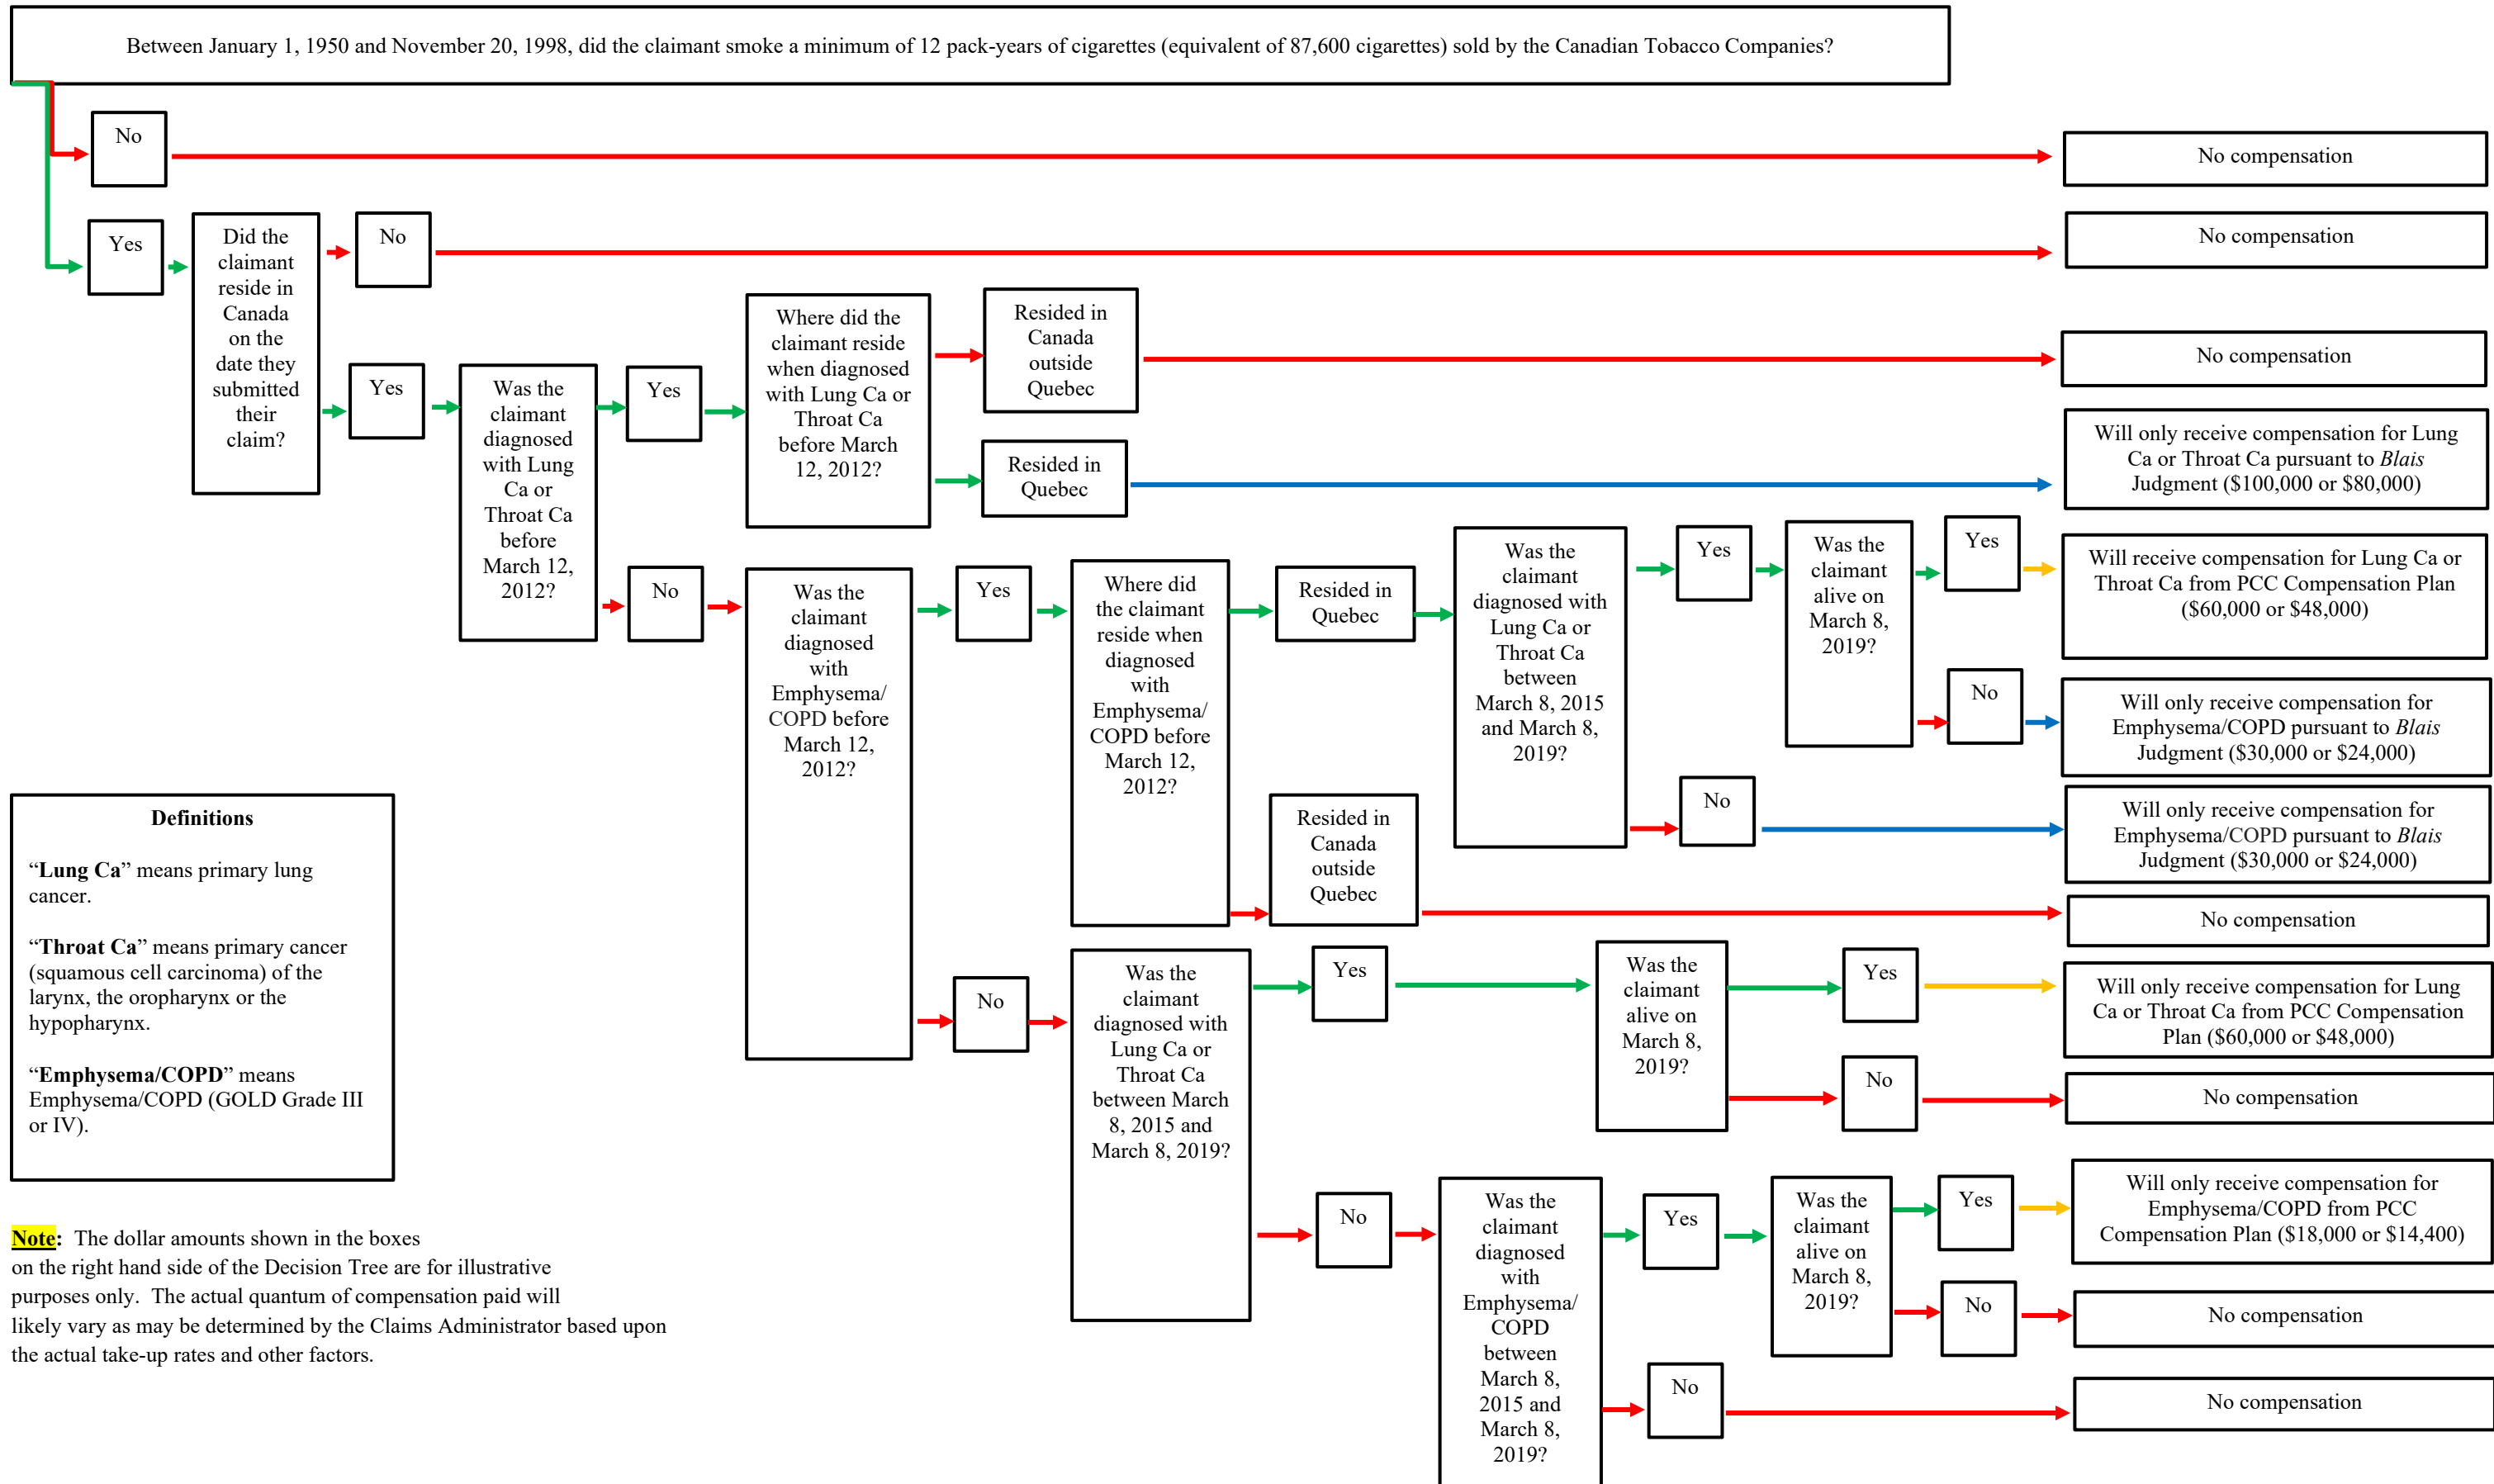 Between January 1, 1950 and November 20, 1998, did the claimant smoke a minimum of 12 pack-years of cigarettes (equivalent of 87,600 cigarettes) sold by the Canadian Tobacco Companies?
No
No compensation
Yes
Did the
claimant
reside in
Canada
on the
date they
submitted
their
claim?
No
No compensation
Yes
Was the
claimant
diagnosed
with Lung
Ca or
Throat Ca
before
March 12,
2012?
Yes
Where did the
claimant reside
when diagnosed
with Lung Ca or
Throat Ca
before March
12, 2012?
Resided in
Canada
outside
Quebec
No compensation
Resided in
Quebec
Will only receive compensation for Lung
Ca or Throat Ca pursuant to Blais
Judgment ($100,000 or $80,000)
No
Was the
claimant
diagnosed
with
Emphysema/
COPD before
March 12,
2012?
Yes
Where did
the claimant
reside when
diagnosed
with
Emphysema/
COPD before
March 12,
2012?
Resided in
Quebec
Was the
claimant
diagnosed with
Lung Ca or
Throat Ca
between
March 8, 2015
and March 8,
2019?
Yes
Was the
claimant
alive on
March 8,
2019?
Yes
Will receive compensation for Lung Ca or
Throat Ca from PCC Compensation Plan
($60,000 or $48,000)
No
Will only receive compensation for
Emphysema/COPD pursuant to Blais
Judgment ($30,000 or $24,000)
No
Will only receive compensation for
Emphysema/COPD pursuant to Blais
Judgment ($30,000 or $24,000)
Resided in
Canada
outside
Quebec
No compensation
No
Was the
claimant
diagnosed with
Lung Ca or
Throat Ca
between March
8, 2015 and
March 8, 2019?
Yes
Was the
claimant
alive on
March 8,
2019?
Yes
Will only receive compensation for Lung
Ca or Throat Ca from PCC Compensation
Plan ($60,000 or $48,000)
No
No compensation
No
Was the
claimant
diagnosed
with
Emphysema/
COPD
between
March 8,
2015 and
March 8,
2019?
Yes
Was the
claimant
alive on
March 8,
2019?
Yes
Will only receive compensation for
Emphysema/COPD from PCC
Compensation Plan ($18,000 or $14,400)
No
No compensation
No
No compensation
Definitions
“Lung Ca” means primary lung
cancer.
“Throat Ca” means primary cancer
(squamous cell carcinoma) of the
larynx, the oropharynx or the
hypopharynx.
“Emphysema/COPD” means
Emphysema/COPD (GOLD Grade III
or IV).
Note: The dollar amounts shown in the boxes
on the right hand side of the Decision Tree are for illustrative
purposes only. The actual quantum of compensation paid will
likely vary as may be determined by the Claims Administrator based upon
the actual take-up rates and other factors.